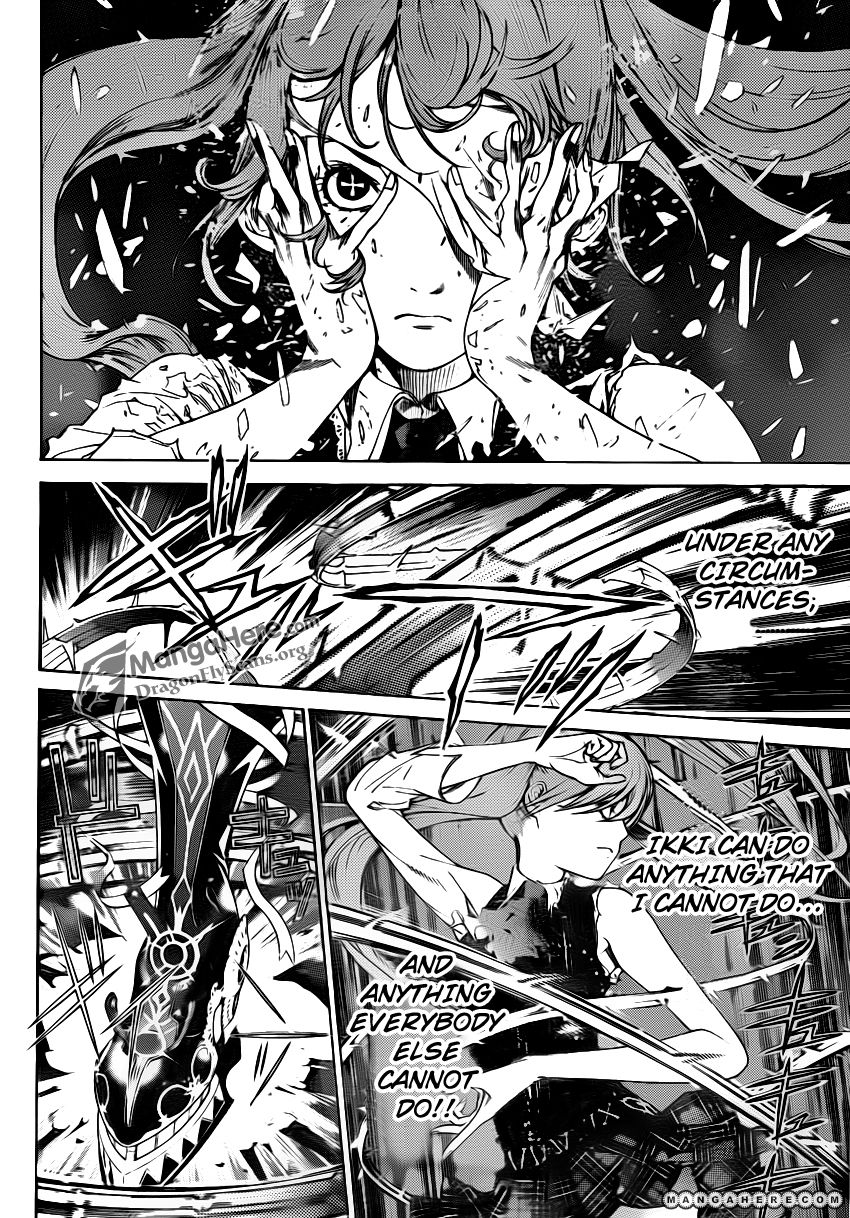 UNDER ANY
CIRCUM-
STANCES;
MangaHere.com
DragonFlyScans.org
IKKI CAN DO
ANYTHING THAT
I CANNOT DO...
AND
ANYTHING
EVERYBODY
ELSE
CANNOT
DO!!
MANGAHERE.COM